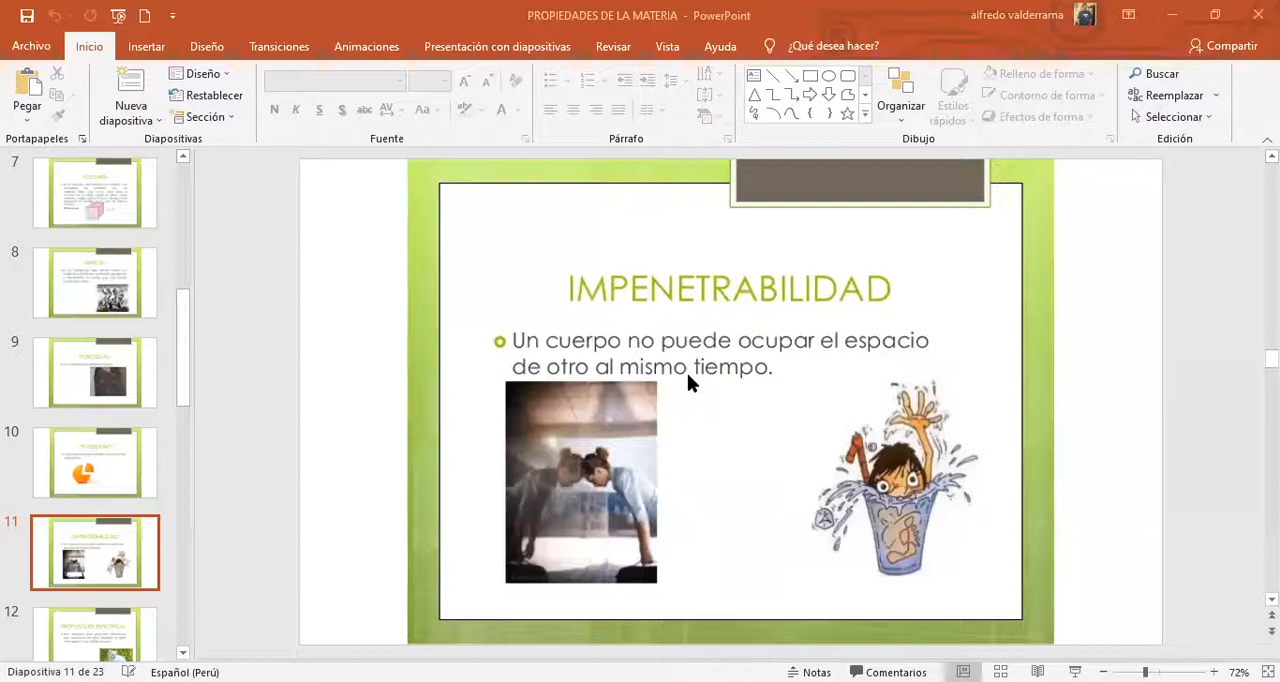 PROPIEDADES DE LA MATERIA - PowerPoint
alfredo valderrama
Archivo Inicio Insertar Diseño Transiciones Animaciones Presentación con diapositivas Revisar Vista Ayuda ¿Qué desea hacer? Compartir
Pegar
Portapapeles
Nueva
diapositiva
Diseño
Restablecer
Sección
Diapositivas
N K S S abc AV Aa A
Fuente
Párrafo
Organizar
Estilos
rápidos
Relleno de forma
Contorno de forma
Efectos de forma
Dibujo
Buscar
Reemplazar
Seleccionar
Edición
7
8
9
10
11
12
IMPENETRABILIDAD
Un cuerpo no puede ocupar el espacio
de otro al mismo tiempo.
Diapositiva 11 de 23 Español (Perú) Notas Comentarios 72%